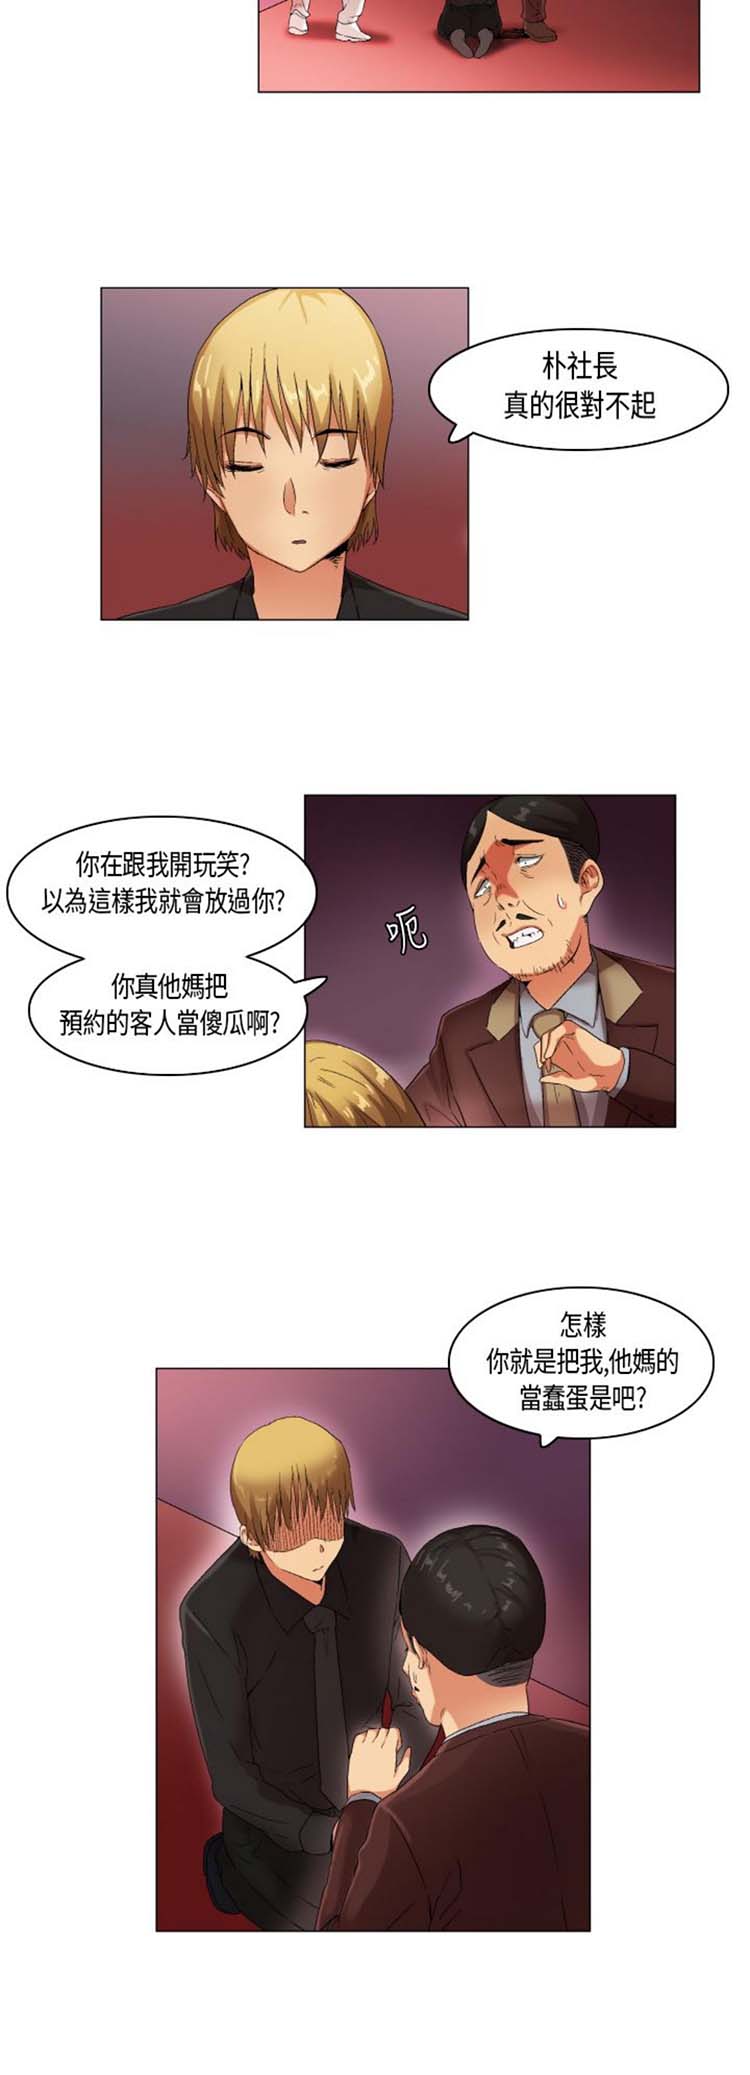 朴社長
真的很對不起
你在跟我開玩笑?
以為這樣我就會放過你?
呃
你真他媽把
預約的客人當傻瓜啊?
怎樣
你就是把我,他媽的
當蠢蛋是吧?